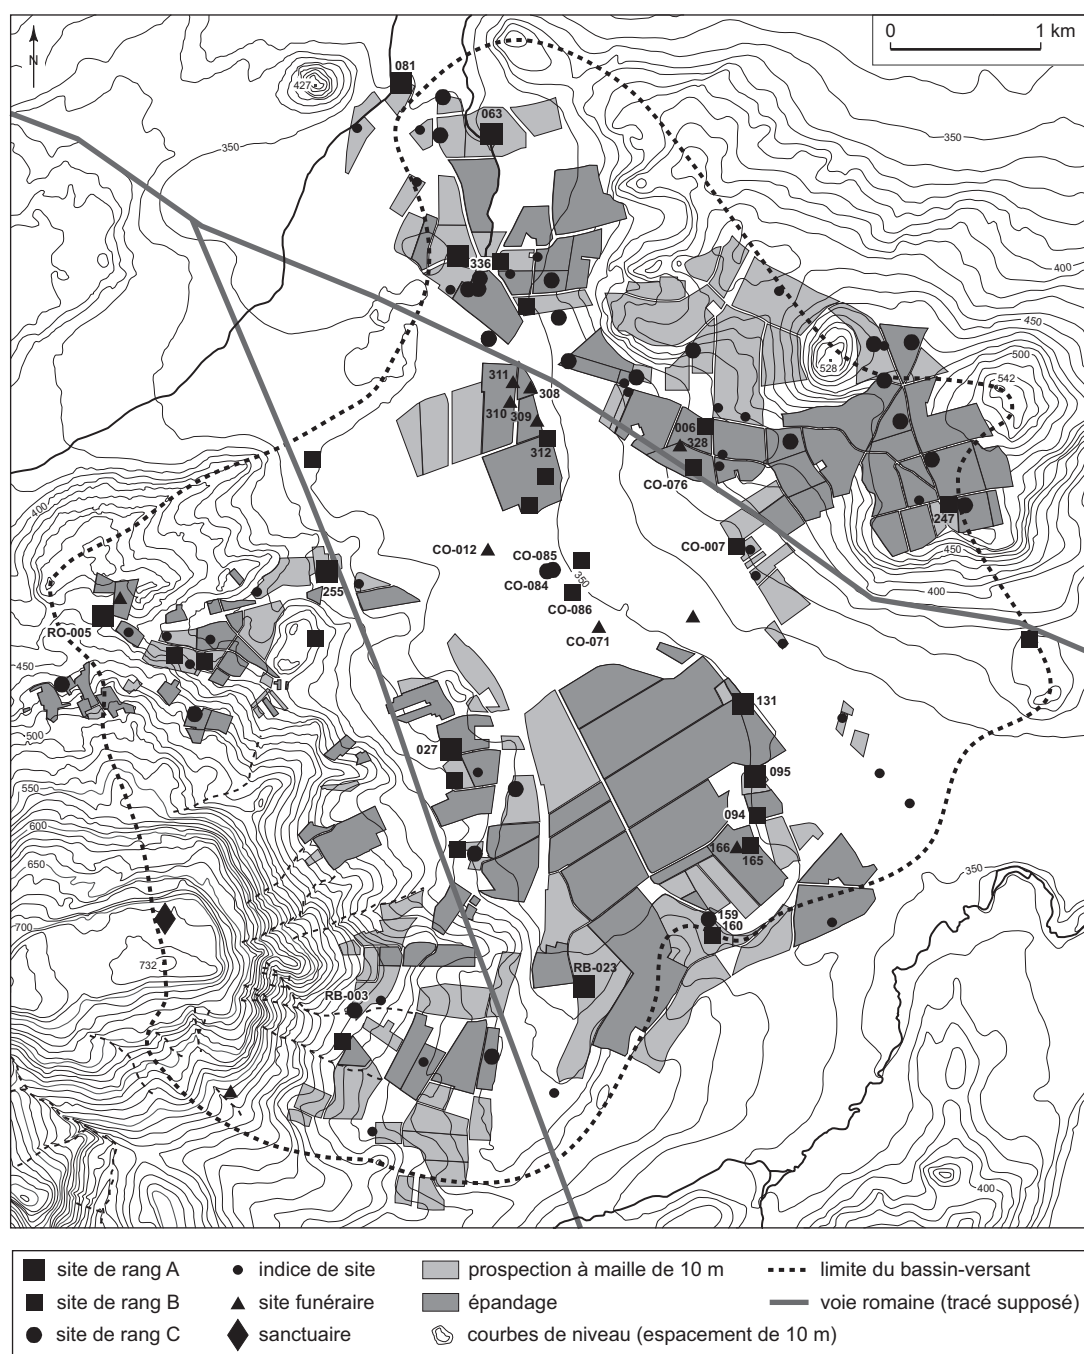 0 1 km
N
081
427
063
350
350
400
336
450
500
528
542
311
308
310
309
312
006
328
CO-076
247
450
400
CO-007
CO-012
CO-085
CO-084
350
CO-086
CO-071
400
255
RO-005
450
500
550
600
650
700
732
027
131
095
094
166
165
159
160
350
RB-023
RB-003
400
site de rang A
indice de site
prospection à maille de 10 m
limite du bassin-versant
site de rang B
site funéraire
épandage
voie romaine (tracé supposé)
site de rang C
sanctuaire
courbes de niveau (espacement de 10 m)